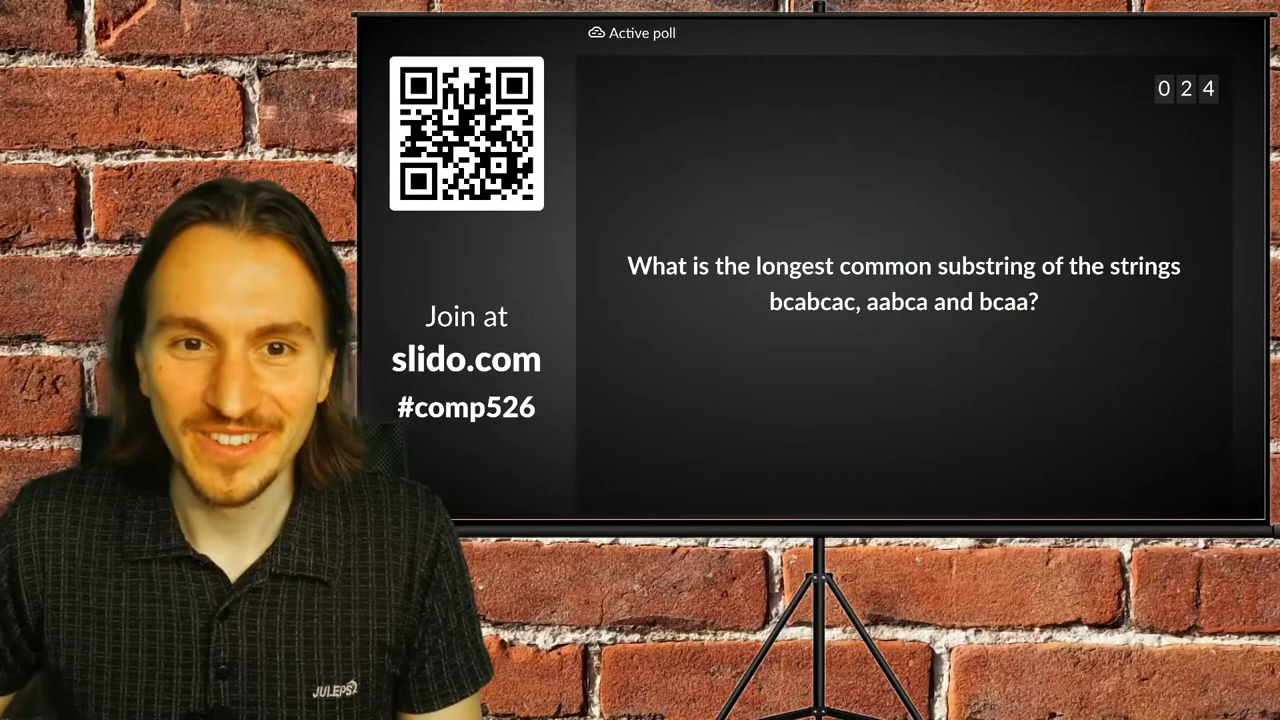 Active poll
024
What is the longest common substring of the strings
bcabcac, aabca and bcaa?
Join at
slido.com
#comp526
JULEPS2